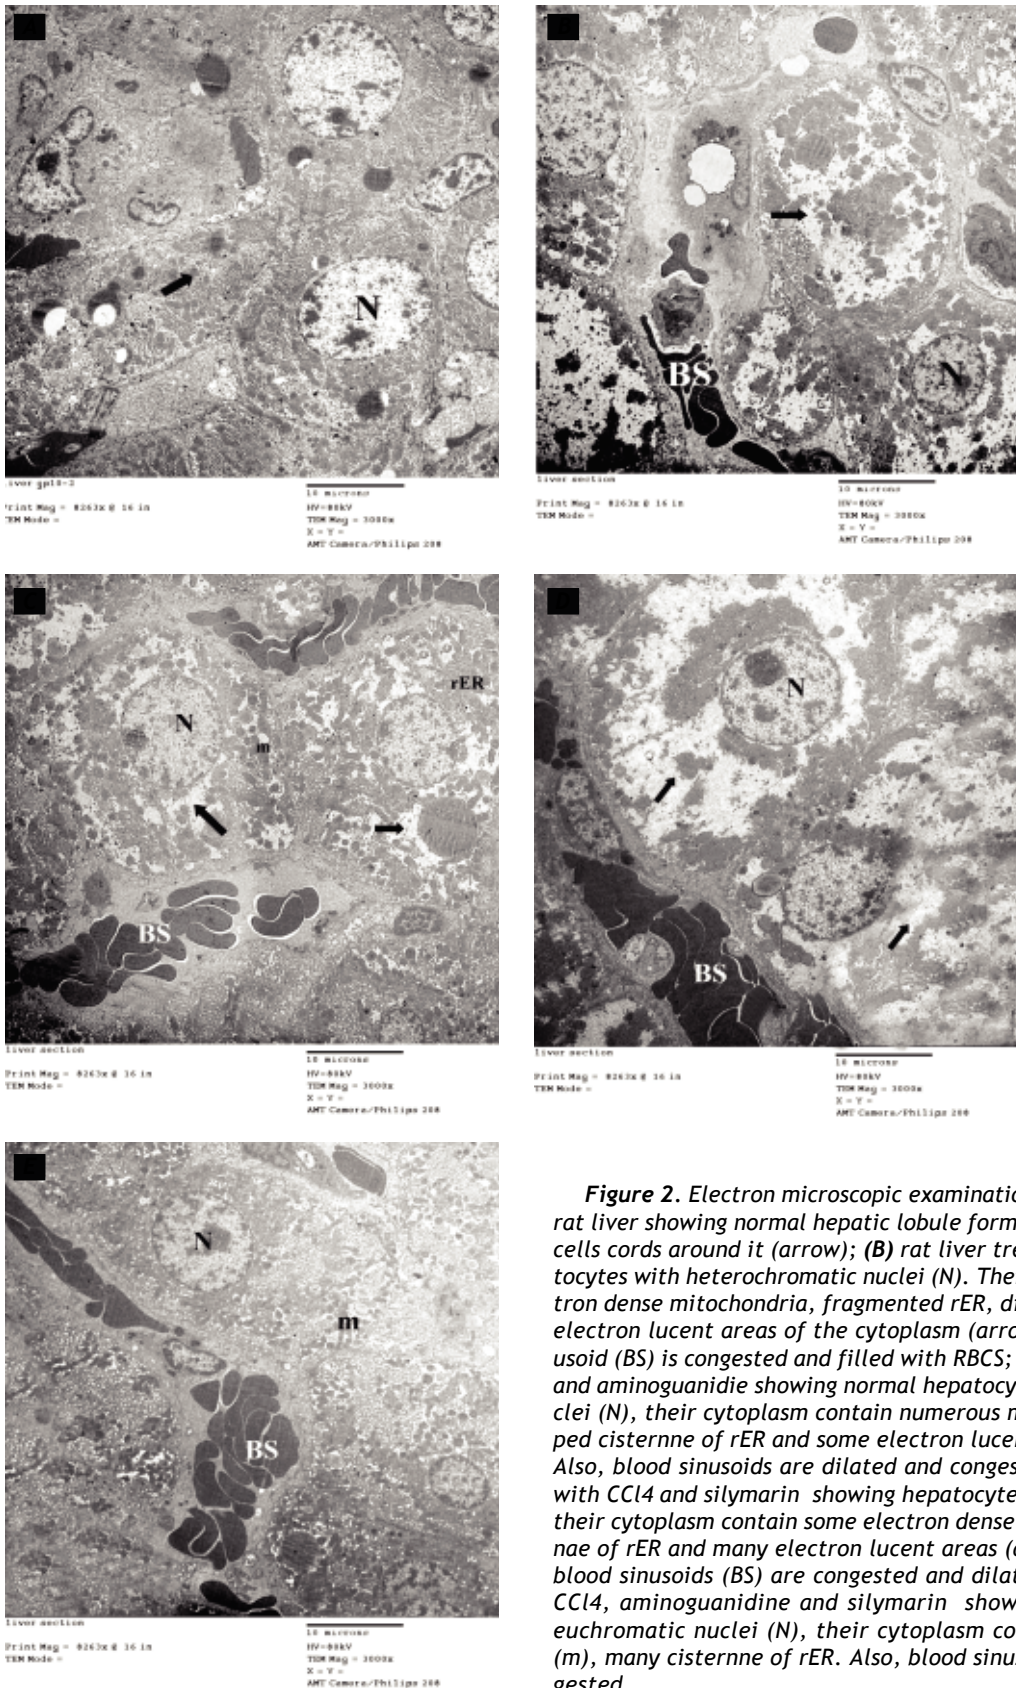 N
liver gp10-2
10 microns
Print Mag = 8263x @ 16 in
HV=80kV
TEM Mode =
TEM Mag = 3000x
X = Y =
AMT Camera/Philips 208
BS
N
liver section
10 microns
Print Mag = 8263x @ 16 in
HV=80kV
TEM Mode =
TEM Mag = 3000x
X = Y =
AMT Camera/Philips 208
rER
N
m
BS
liver section
10 microns
Print Mag = 8263x @ 16 in
HV=80kV
TEM Mode =
TEM Mag = 3000x
X = Y =
AMT Camera/Philips 208
N
BS
liver section
10 microns
Print Mag = 8263x @ 16 in
HV=80kV
TEM Mode =
TEM Mag = 3000x
X = Y =
AMT Camera/Philips 208
N
m
BS
liver section
10 microns
Print Mag = 8263x @ 16 in
HV=80kV
TEM Mode =
TEM Mag = 3000x
X = Y =
AMT Camera/Philips 208
Figure 2. Electron microscopic examinatio
rat liver showing normal hepatic lobule form
cells cords around it (arrow); (B) rat liver tre
tocytes with heterochromatic nuclei (N). The
tron dense mitochondria, fragmented rER, di
electron lucent areas of the cytoplasm (arro
usoid (BS) is congested and filled with RBCS;
and aminoguanidie showing normal hepatocy
clei (N), their cytoplasm contain numerous m
ped cisternne of rER and some electron lucen
Also, blood sinusoids are dilated and conges
with CCl4 and silymarin showing hepatocyte
their cytoplasm contain some electron dense
nae of rER and many electron lucent areas (a
blood sinusoids (BS) are congested and dilat
CCl4, aminoguanidine and silymarin show
euchromatic nuclei (N), their cytoplasm co
(m), many cisternne of rER. Also, blood sinus
gested